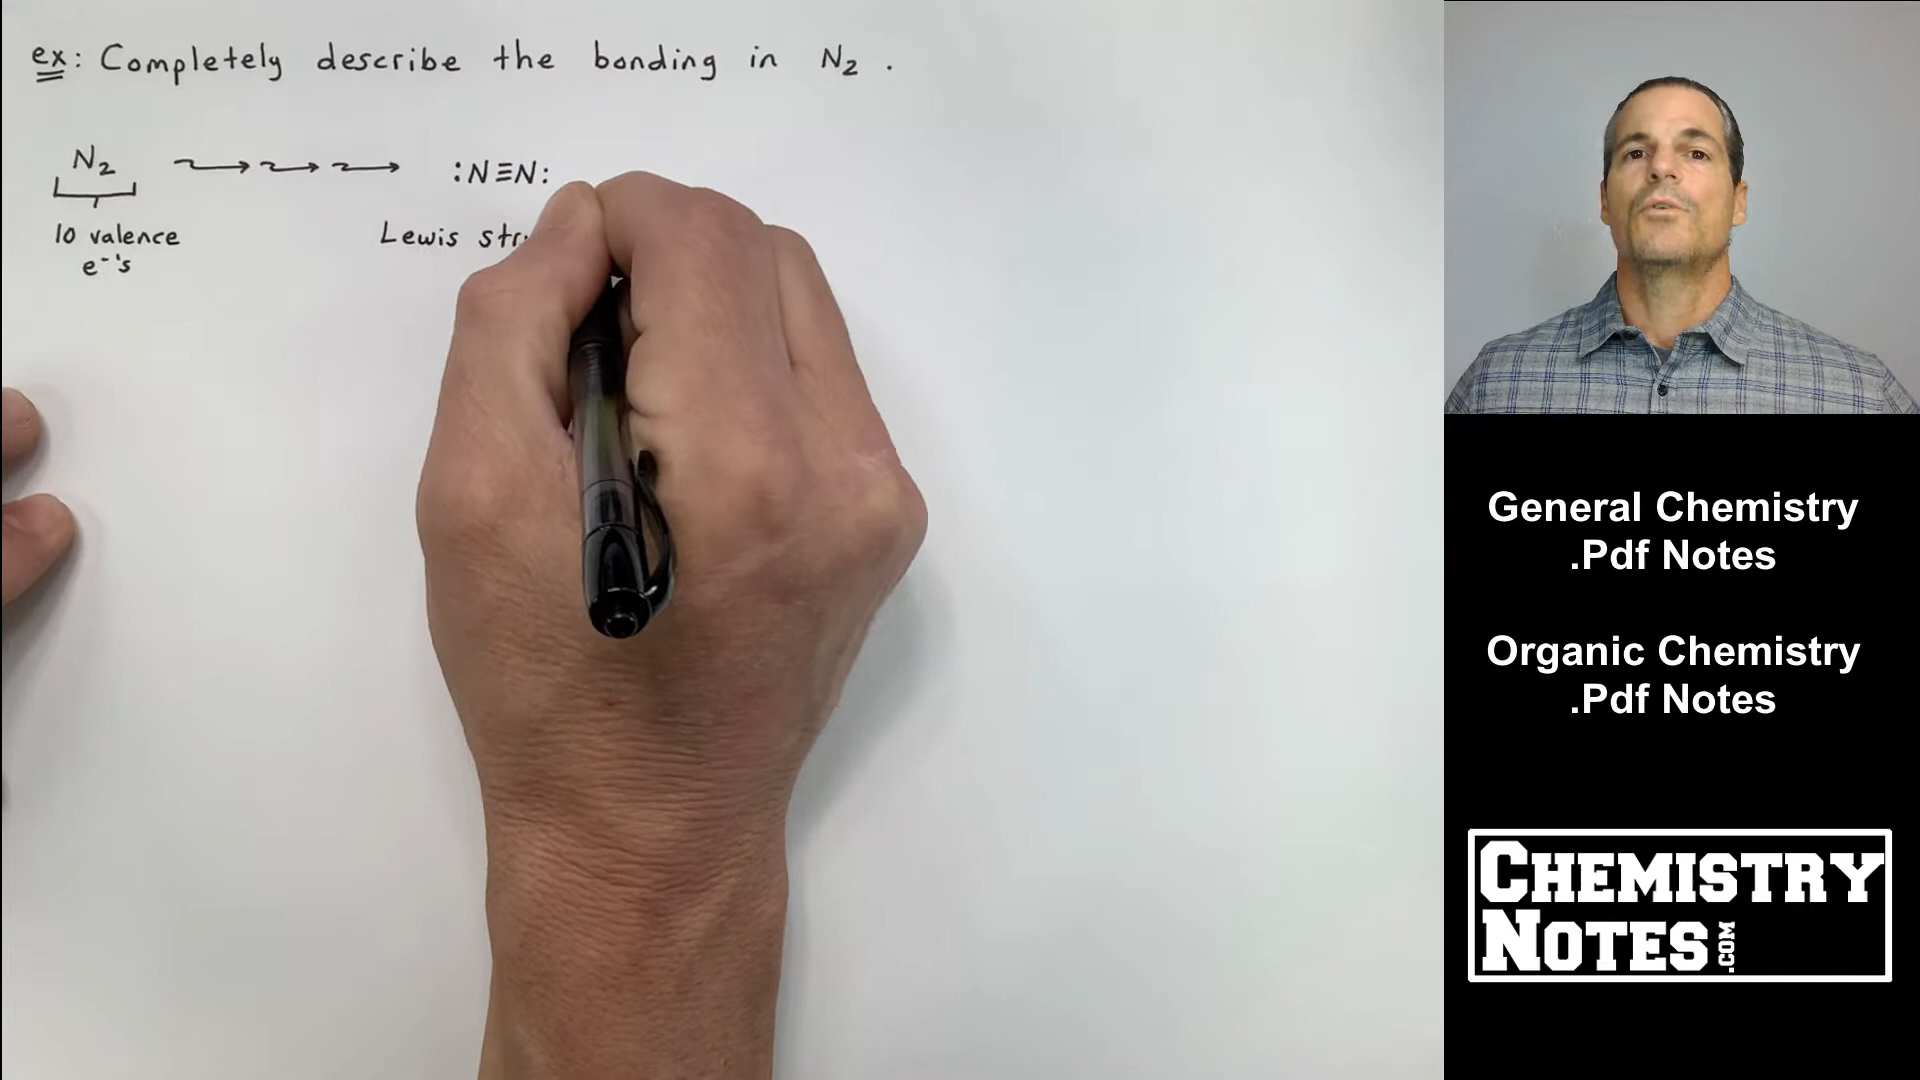 ex: Completely describe the bonding in N₂ .
N₂ :N≡N:
10 valence Lewis
e⁻'s
General Chemistry
.Pdf Notes
Organic Chemistry
.Pdf Notes
CHEMISTRY
NOTES.COM